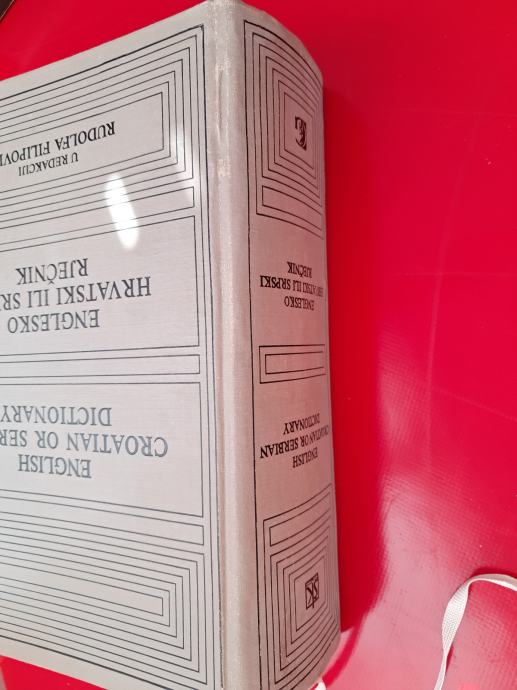 ENGLISH
CROATIAN OR SER
DICTIONARY
ENGLESKO
HRVATSKI ILI SR
RJEČNIK
U REDAKCIJI
RUDOLFA FILIPOVI
ŠK
ENGLISH
CROATIAN OR SERBIAN
DICTIONARY
ENGLESKO
HRVATSKI ILI SRPSKI
RJEČNIK